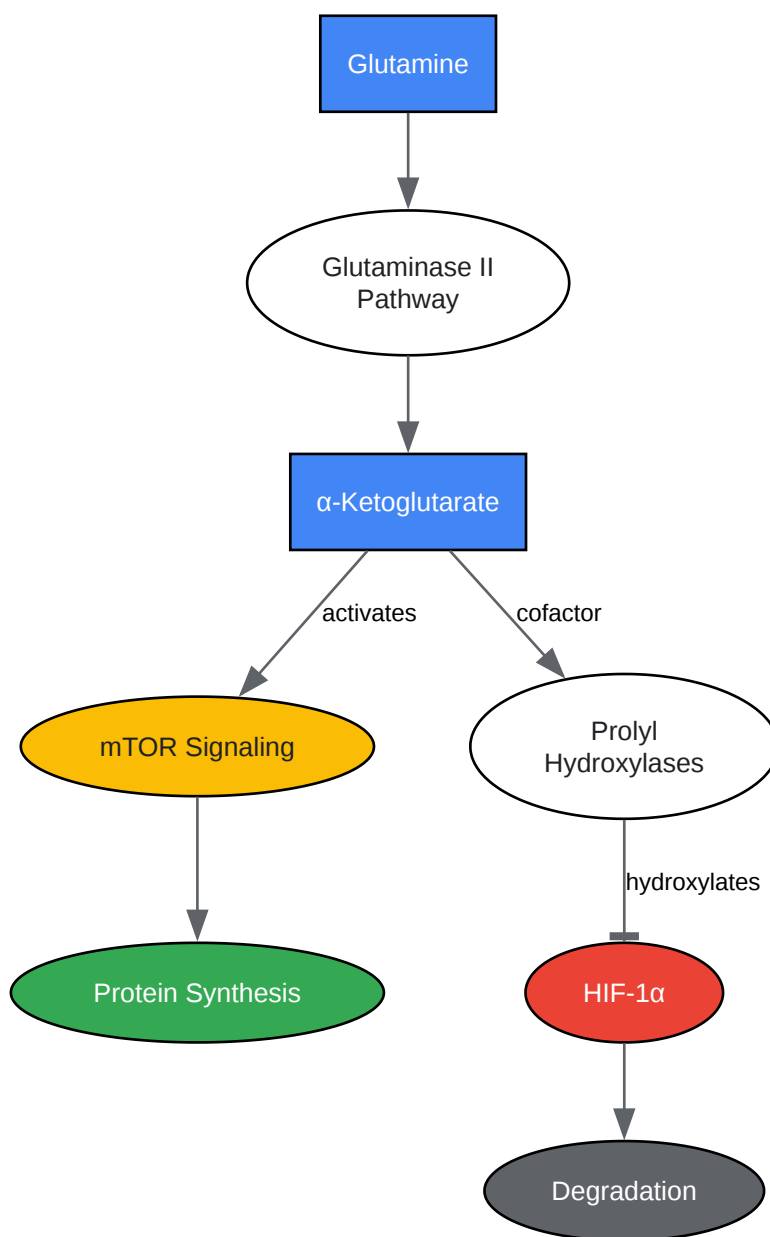 Glutamine
Glutaminase II
Pathway
α-Ketoglutarate
activates
cofactor
mTOR Signaling
Prolyl
Hydroxylases
hydroxylates
Protein Synthesis
HIF-1α
Degradation